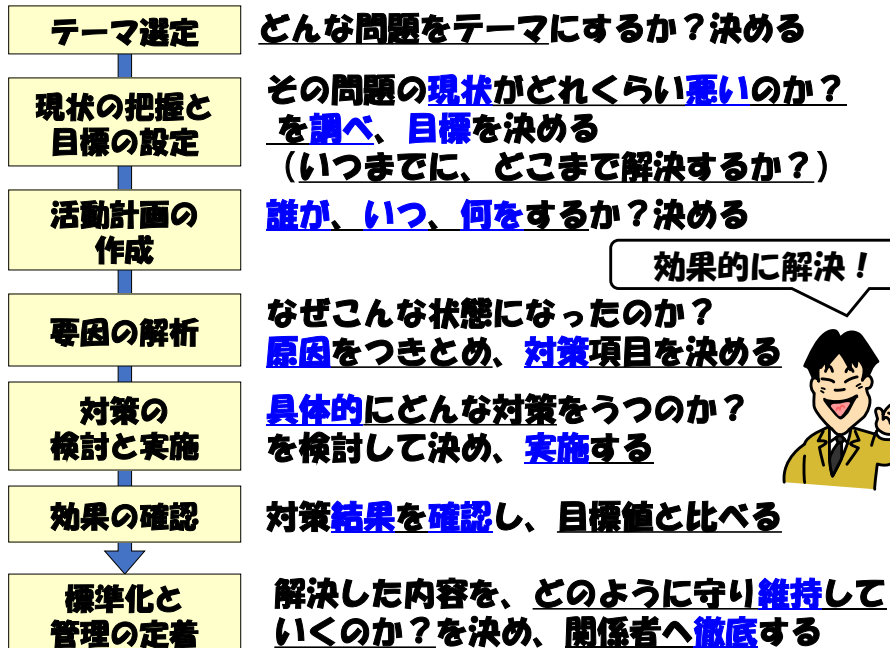 テーマ選定
どんな問題をテーマにするか？決める
現状の把握と
目標の設定
その問題の現状がどれくらい悪いのか？
を調べ、目標を決める
（いつまでに、どこまで解決するか？）
活動計画の
作成
誰が、いつ、何をするか？決める
効果的に解決！
要因の解析
なぜこんな状態になったのか？
原因をつきとめ、対策項目を決める
対策の
検討と実施
具体的にどんな対策をうつのか？
を検討して決め、実施する
効果の確認
対策結果を確認し、目標値と比べる
標準化と
管理の定着
解決した内容を、どのように守り維持して
いくのか？を決め、関係者へ徹底する